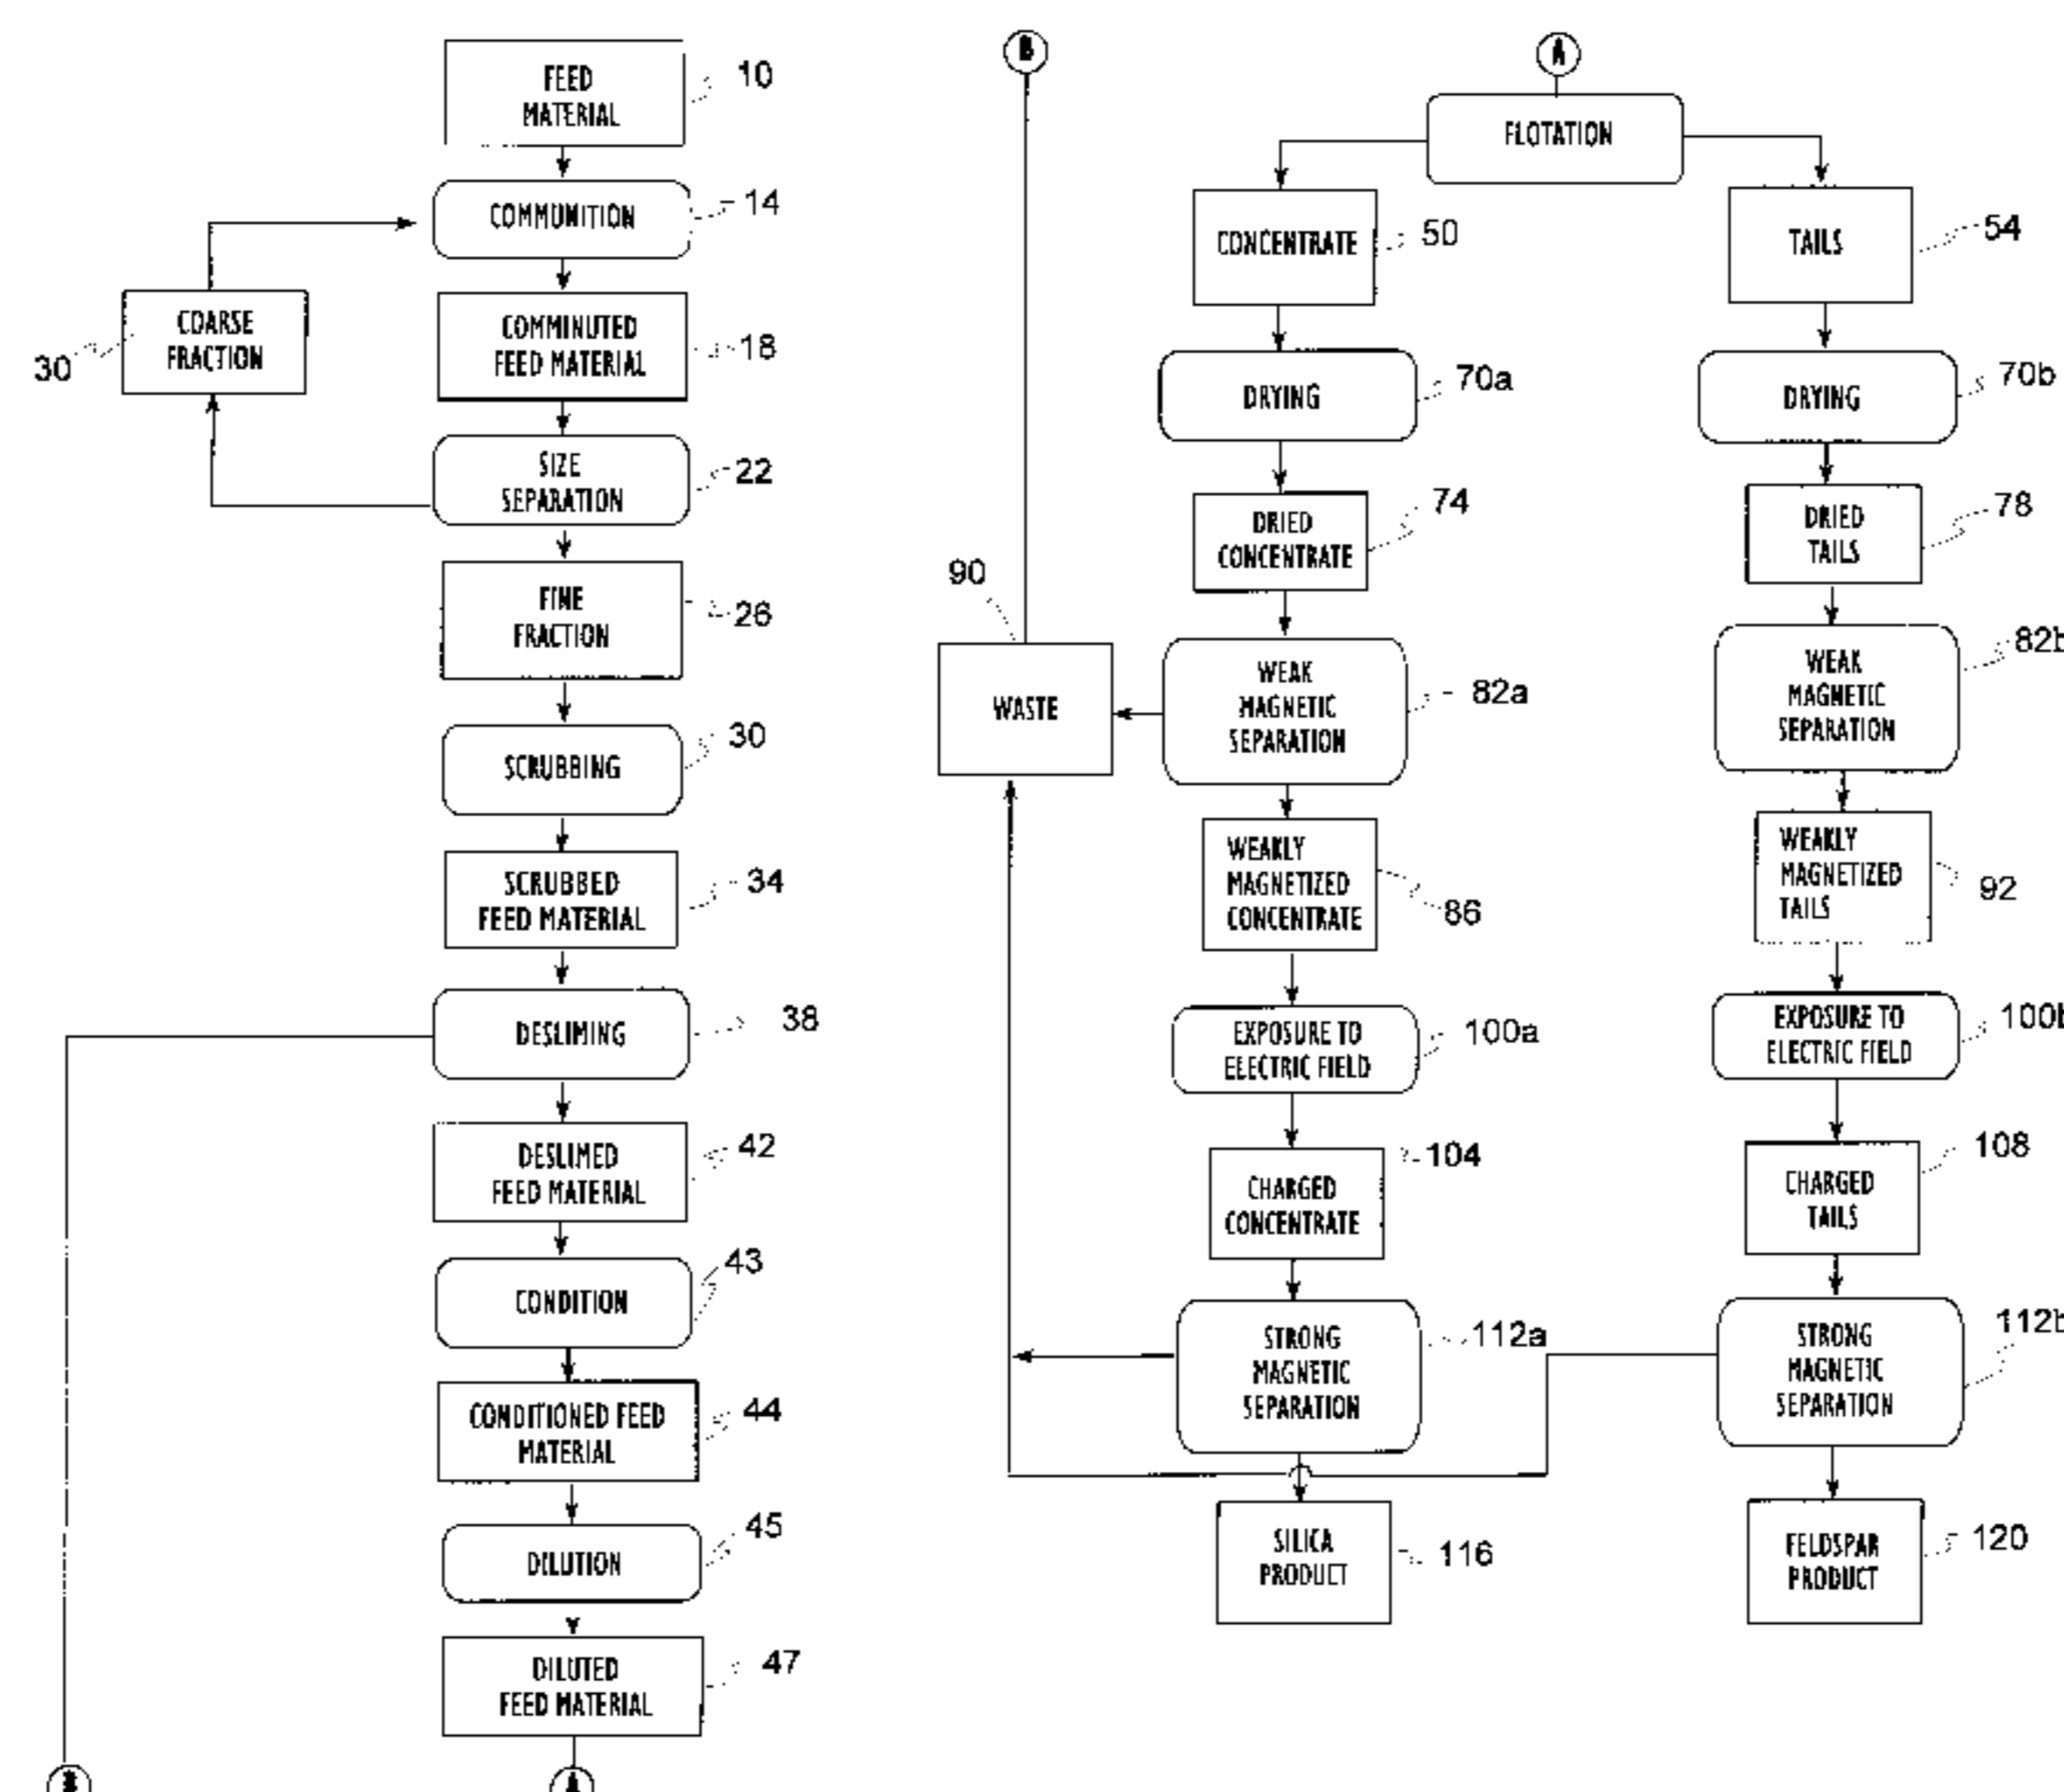 FEED
MATERIAL
10
COMMUNITION
14
COARSE
FRACTION
30
COMMINUTED
FEED MATERIAL
18
SIZE
SEPARATION
22
FINE
FRACTION
26
SCRUBBING
30
SCRUBBED
FEED MATERIAL
34
DESLIMING
38
DESLIMED
FEED MATERIAL
42
CONDITION
43
CONDITIONED FEED
MATERIAL
44
DILUTION
45
DILUTED
FEED MATERIAL
47
B
A
B
A
FLOTATION
CONCENTRATE
50
TAILS
54
DRYING
70a
DRYING
70b
DRIED
CONCENTRATE
74
DRIED
TAILS
78
90
WASTE
WEAK
MAGNETIC
SEPARATION
82a
WEAK
MAGNETIC
SEPARATION
82b
WEAKLY
MAGNETIZED
CONCENTRATE
86
WEAKLY
MAGNETIZED
TAILS
92
EXPOSURE TO
ELECTRIC FIELD
100a
EXPOSURE TO
ELECTRIC FIELD
100b
CHARGED
CONCENTRATE
104
CHARGED
TAILS
108
STRONG
MAGNETIC
SEPARATION
112a
STRONG
MAGNETIC
SEPARATION
112b
SILICA
PRODUCT
116
FELDSPAR
PRODUCT
120